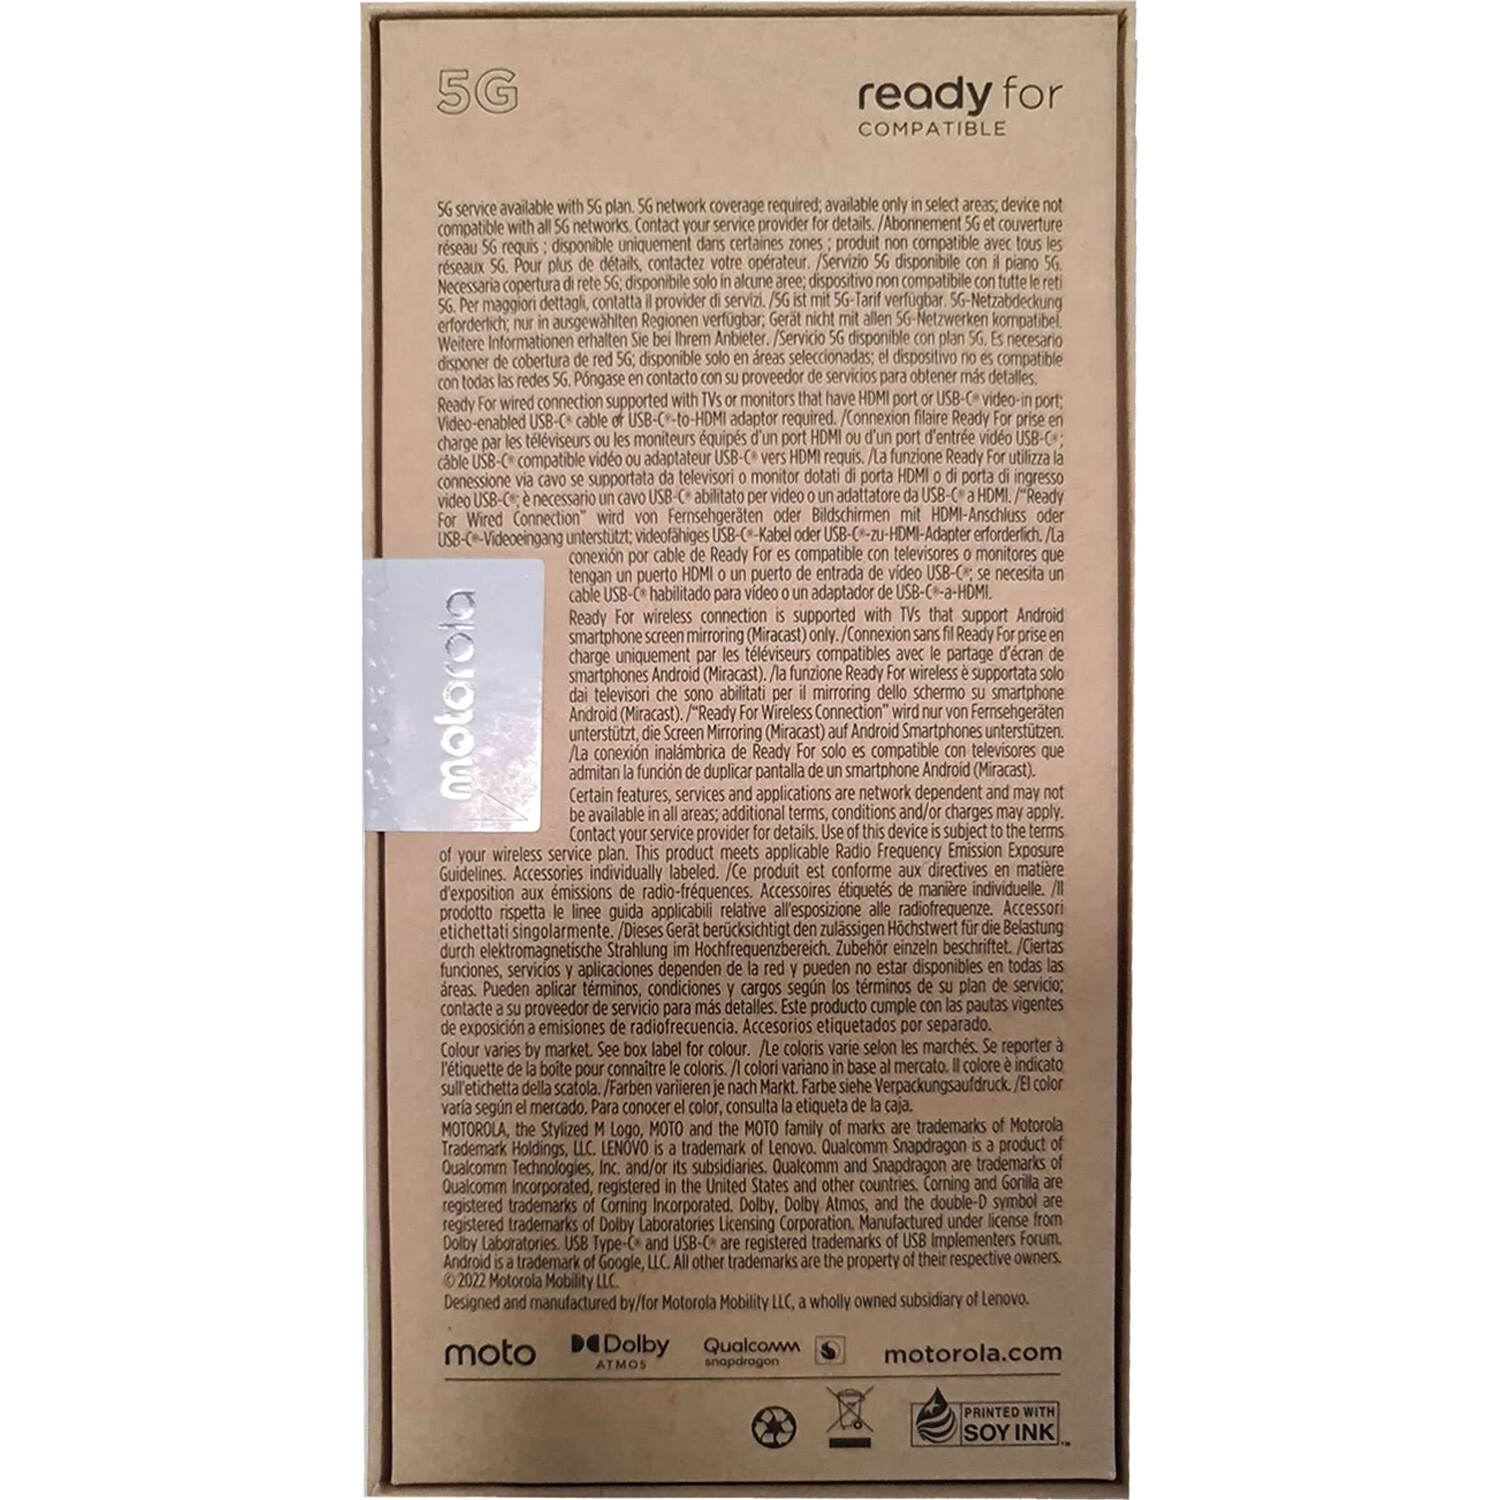 5G
ready for
COMPATIBLE
5G service available with 5G plan. 5G network coverage required; available only in select areas; device not
compatible with all 5G networks. Contact your service provider for details. /Abonnement 5G et couverture
réseau 5G requis ; disponible uniquement dans certaines zones ; produit non compatible avec tous les
réseaux 5G. Pour plus de détails, contactez votre opérateur. /Servizio 5G disponibile con il piano 5G.
Necessaria copertura di rete 5G; disponibile solo in alcune aree; dispositivo non compatibile con tutte le reti
5G. Per maggiori dettagli, contatta il provider di servizi. /5G ist mit 5G-Tarif verfügbar. 5G-Netzabdeckung
erforderlich; nur in ausgewählten Regionen verfügbar; Gerät nicht mit allen 5G-Netzwerken kompatibel.
Weitere Informationen erhalten Sie bei Ihrem Anbieter. /Servicio 5G disponible con plan 5G. Es necesario
disponer de cobertura de red 5G; disponible solo en áreas seleccionadas; el dispositivo no es compatible
con todas las redes 5G. Póngase en contacto con su proveedor de servicios para obtener más detalles.
Ready For wired connection supported with TVs or monitors that have HDMI port or USB-C® video-in port;
Video-enabled USB-C® cable or USB-C®-to-HDMI adaptor required. /Connexion filaire Ready For prise en
charge par les téléviseurs ou les moniteurs équipés d'un port HDMI ou d'un port d'entrée vidéo USB-C®;
câble USB-C® compatible vidéo ou adaptateur USB-C® vers HDMI requis. /La funzione Ready For utilizza la
connessione via cavo se supportata da televisori o monitor dotati di porta HDMI o di porta di ingresso
video USB-C®; è necessario un cavo USB-C® abilitato per video o un adattatore da USB-C® a HDMI. /"Ready
For Wired Connection" wird von Fernsehgeräten oder Bildschirmen mit HDMI-Anschluss oder
USB-C®-Videoeingang unterstützt; videofähiges USB-C®-Kabel oder USB-C®-zu-HDMI-Adapter erforderlich. /La
conexión por cable de Ready For es compatible con televisores o monitores que
tengan un puerto HDMI o un puerto de entrada de vídeo USB-C®; se necesita un
cable USB-C® habilitado para vídeo o un adaptador de USB-C®-a-HDMI.
motorola
Ready For wireless connection is supported with TVs that support Android
smartphone screen mirroring (Miracast) only. /Connexion sans fil Ready For prise en
charge uniquement par les téléviseurs compatibles avec le partage d'écran de
smartphones Android (Miracast). /la funzione Ready For wireless è supportata solo
dai televisori che sono abilitati per il mirroring dello schermo su smartphone
Android (Miracast). /"Ready For Wireless Connection" wird nur von Fernsehgeräten
unterstützt, die Screen Mirroring (Miracast) auf Android Smartphones unterstützen.
/La conexión inalámbrica de Ready For solo es compatible con televisores que
admitan la función de duplicar pantalla de un smartphone Android (Miracast).
Certain features, services and applications are network dependent and may not
be available in all areas; additional terms, conditions and/or charges may apply.
Contact your service provider for details. Use of this device is subject to the terms
of your wireless service plan. This product meets applicable Radio Frequency Emission Exposure
Guidelines. Accessories individually labeled. /Ce produit est conforme aux directives en matière
d'exposition aux émissions de radio-fréquences. Accessoires étiquetés de manière individuelle. /Il
prodotto rispetta le linee guida applicabili relative all'esposizione alle radiofrequenze. Accessori
etichettati singolarmente. /Dieses Gerät berücksichtigt den zulässigen Höchstwert für die Belastung
durch elektromagnetische Strahlung im Hochfrequenzbereich. Zubehör einzeln beschriftet. /Ciertas
funciones, servicios y aplicaciones dependen de la red y pueden no estar disponibles en todas las
áreas. Pueden aplicar términos, condiciones y cargos según los términos de su plan de servicio;
contacte a su proveedor de servicio para más detalles. Este producto cumple con las pautas vigentes
de exposición a emisiones de radiofrecuencia. Accesorios etiquetados por separado.
Colour varies by market. See box label for colour. /Le coloris varie selon les marchés. Se reporter à
l'étiquette de la boîte pour connaître le coloris. /I colori variano in base al mercato. Il colore è indicato
sull'etichetta della scatola. /Farben variieren je nach Markt. Farbe siehe Verpackungsaufdruck. /El color
varía según el mercado. Para conocer el color, consulta la etiqueta de la caja.
MOTOROLA, the Stylized M Logo, MOTO and the MOTO family of marks are trademarks of Motorola
Trademark Holdings, LLC. LENOVO is a trademark of Lenovo. Qualcomm Snapdragon is a product of
Qualcomm Technologies, Inc. and/or its subsidiaries. Qualcomm and Snapdragon are trademarks of
Qualcomm Incorporated, registered in the United States and other countries. Corning and Gorilla are
registered trademarks of Corning Incorporated. Dolby, Dolby Atmos, and the double-D symbol are
registered trademarks of Dolby Laboratories Licensing Corporation. Manufactured under license from
Dolby Laboratories. USB Type-C® and USB-C® are registered trademarks of USB Implementers Forum.
Android is a trademark of Google, LLC. All other trademarks are the property of their respective owners.
© 2022 Motorola Mobility LLC.
Designed and manufactured by/for Motorola Mobility LLC, a wholly owned subsidiary of Lenovo.
moto
Dolby
ATMOS
Qualcomm
snapdragon
motorola.com
PRINTED WITH
SOY INK™